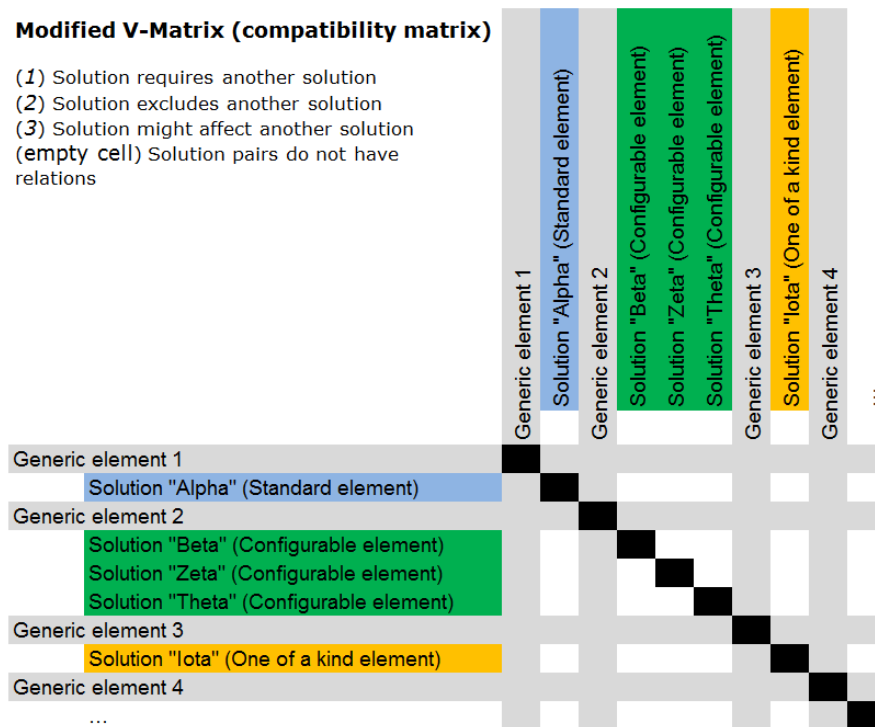 Modified V-Matrix (compatibility matrix)
(1) Solution requires another solution
(2) Solution excludes another solution
(3) Solution might affect another solution
(empty cell) Solution pairs do not have
relations
Generic element 1
Solution "Alpha" (Standard element)
Generic element 2
Solution "Beta" (Configurable element)
Solution "Zeta" (Configurable element)
Solution "Theta" (Configurable element)
Generic element 3
Solution "Iota" (One of a kind element)
Generic element 4
...
Generic element 1
Solution "Alpha" (Standard element)
Generic element 2
Solution "Beta" (Configurable element)
Solution "Zeta" (Configurable element)
Solution "Theta" (Configurable element)
Generic element 3
Solution "Iota" (One of a kind element)
Generic element 4
...